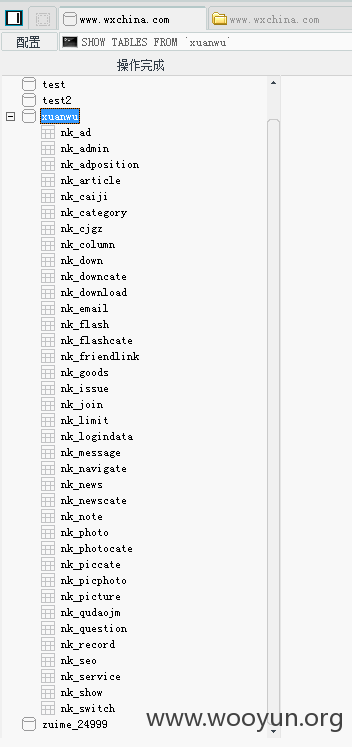 www.wxchina.com www.wxchina.com
配置 SHOW TABLES FROM `xuanwu`
操作完成
test
test2
xuanwu
nk_ad
nk_admin
nk_adposition
nk_article
nk_caiji
nk_category
nk_cjgz
nk_column
nk_down
nk_downcate
nk_download
nk_email
nk_flash
nk_flashcate
nk_friendlink
nk_goods
nk_issue
nk_join
nk_limit
nk_logindata
nk_message
nk_navigate
nk_news
nk_newscate
nk_note
nk_photo
nk_photocate
nk_piccate
nk_picphoto
nk_picture
nk_qudaojm
nk_question
nk_record
nk_seo
nk_service
nk_show
nk_switch
zuime_24999
www.wooyun.org